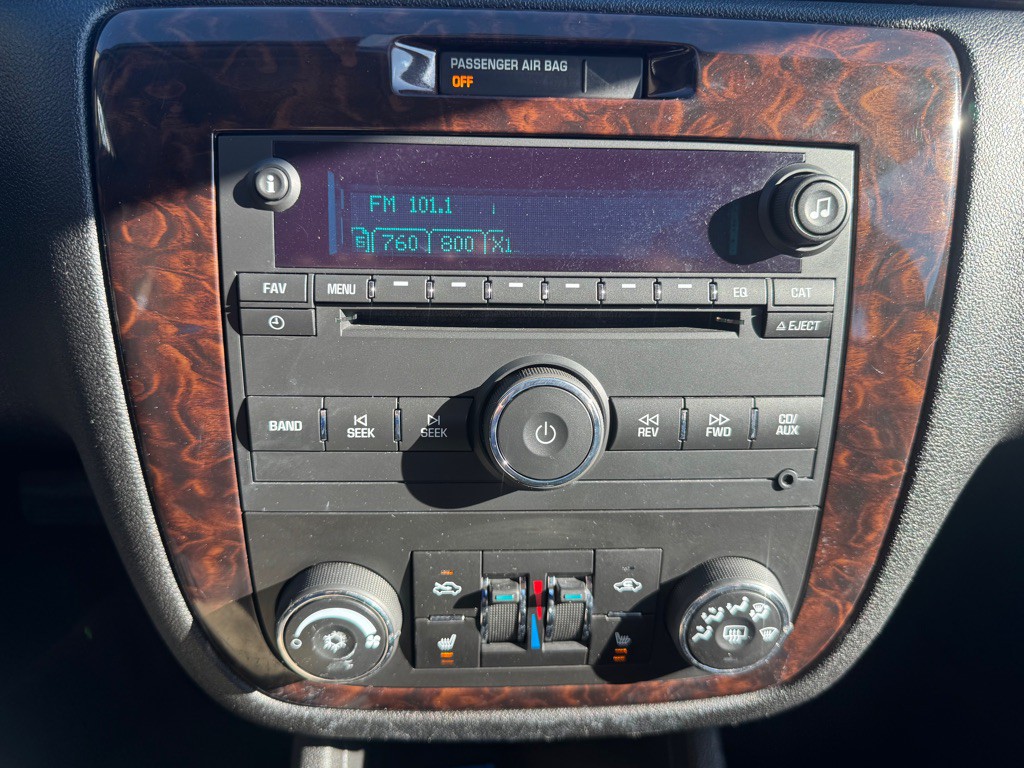 PASSENGER AIR BAG
OFF
i
FM 101.1
760 800 X1
FAV MENU EQ CAT
EJECT
BAND SEEK SEEK REV FWD CD/
AUX